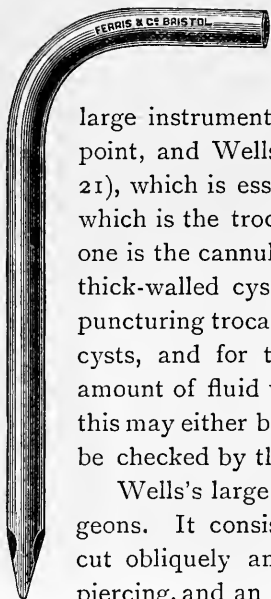 FERRIS & Cº BRISTOL.
large instrument
point, and Wells
21), which is ess
which is the troc
one is the cannul
thick-walled cys
puncturing troca
cysts, and for t
amount of fluid
this may either b
be checked by th
Wells's large
geons. It consis
cut obliquely an
piercing, and an